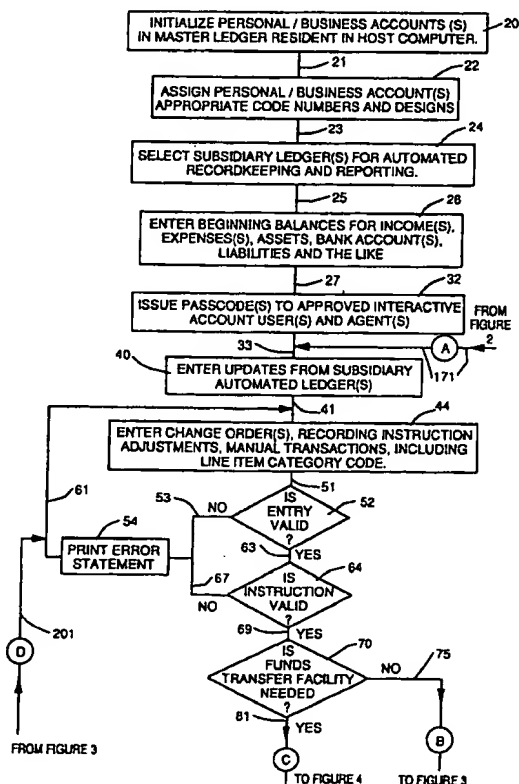 INITIALIZE PERSONAL / BUSINESS ACCOUNTS (S)
IN MASTER LEDGER RESIDENT IN HOST COMPUTER.
20
21
22
ASSIGN PERSONAL / BUSINESS ACCOUNT(S)
APPROPRIATE CODE NUMBERS AND DESIGNS
23
24
SELECT SUBSIDIARY LEDGER(S) FOR AUTOMATED
RECORDKEEPING AND REPORTING.
25
26
ENTER BEGINNING BALANCES FOR INCOME(S),
EXPENSES(S), ASSETS, BANK ACCOUNT(S),
LIABILITIES AND THE LIKE
27
32
ISSUE PASSCODE(S) TO APPROVED INTERACTIVE
ACCOUNT USER(S) AND AGENT(S)
FROM
FIGURE
2
33
A
171
40
ENTER UPDATES FROM SUBSIDIARY
AUTOMATED LEDGER(S)
41
44
ENTER CHANGE ORDER(S), RECORDING INSTRUCTION
ADJUSTMENTS, MANUAL TRANSACTIONS, INCLUDING
LINE ITEM CATEGORY CODE.
61
51
53
NO
IS
ENTRY
VALID
?
52
54
PRINT ERROR
STATEMENT
63
YES
64
67
NO
IS
INSTRUCTION
VALID
?
69
YES
70
201
IS
FUNDS
TRANSFER FACILITY
NEEDED
?
NO
75
D
81
YES
FROM FIGURE 3
B
C
TO FIGURE 4
TO FIGURE 3